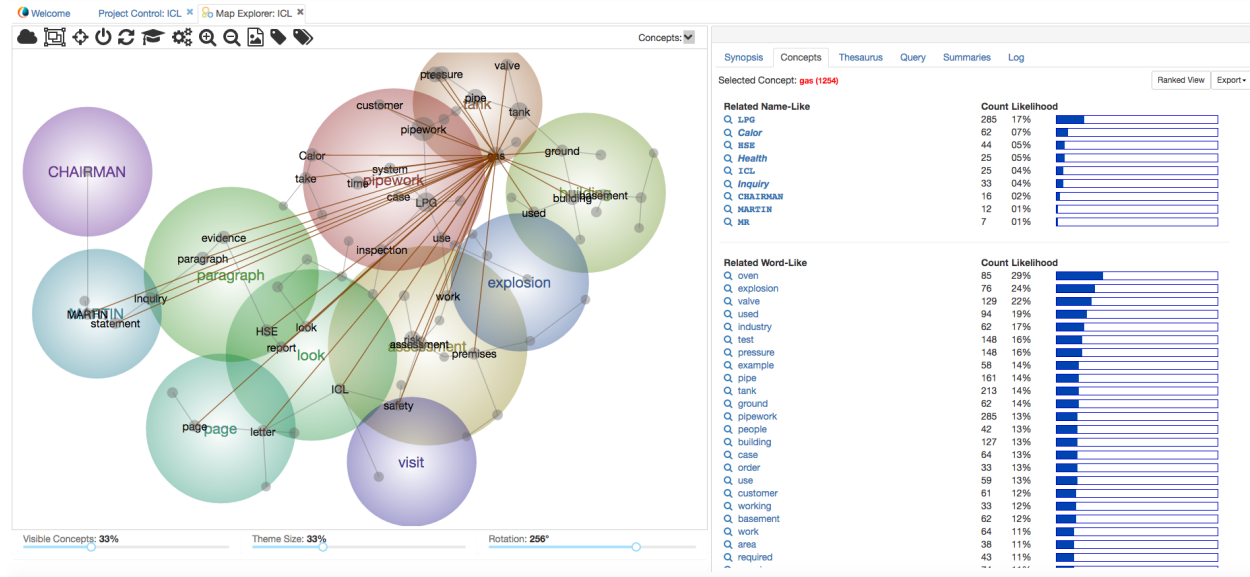 Welcome Project Control: ICL × Map Explorer: ICL ×
Concepts:
Synopsis Concepts Thesaurus Query Summaries Log
Selected Concept: gas (1254) Ranked View Export
Related Name-Like Count Likelihood
LPG 285 17%
Calor 62 07%
HSE 44 05%
Health 25 05%
ICL 25 04%
Inquiry 33 04%
CHAIRMAN 16 02%
MARTIN 12 01%
MR 7 01%
Related Word-Like Count Likelihood
oven 85 29%
explosion 76 24%
valve 129 22%
used 94 19%
industry 62 17%
test 148 16%
pressure 148 16%
example 58 14%
pipe 161 14%
tank 213 14%
ground 62 14%
pipework 285 13%
people 42 13%
building 127 13%
case 64 13%
order 33 13%
use 59 13%
customer 61 12%
working 33 12%
basement 62 12%
work 64 11%
area 38 11%
required 43 11%
valve
pressure
pipe
tank
customer
tank
pipework
gas
ground
Calor
system
take
time
pipework
case
LPG
building
building
basement
used
CHAIRMAN
evidence
use
inspection
paragraph
paragraph
explosion
Inquiry
work
MARTIN
MARTIN
statement
HSE
look
risk
report
look
assessment
assessment
premises
ICL
safety
page
page
letter
visit
Visible Concepts: 33% Theme Size: 33% Rotation: 256°